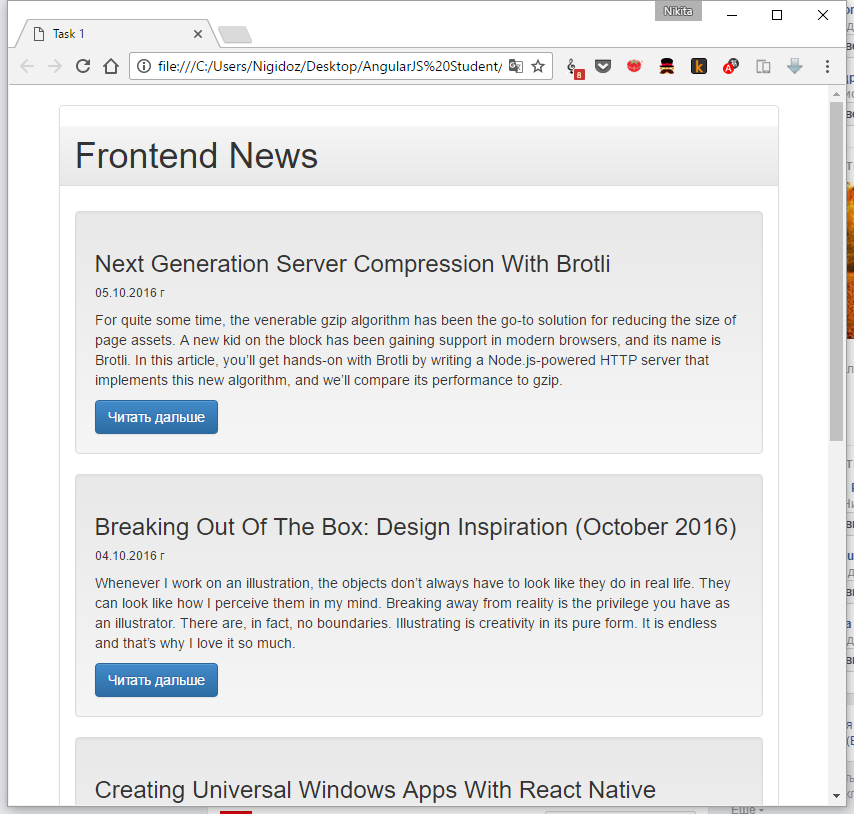 Nikita
Task 1
file:///C:/Users/Nigidoz/Desktop/AngularJS%20Student/
8
k
Frontend News
Next Generation Server Compression With Brotli
05.10.2016 г
For quite some time, the venerable gzip algorithm has been the go-to solution for reducing the size of
page assets. A new kid on the block has been gaining support in modern browsers, and its name is
Brotli. In this article, you’ll get hands-on with Brotli by writing a Node.js-powered HTTP server that
implements this new algorithm, and we’ll compare its performance to gzip.
Читать дальше
Breaking Out Of The Box: Design Inspiration (October 2016)
04.10.2016 г
Whenever I work on an illustration, the objects don’t always have to look like they do in real life. They
can look like how I perceive them in my mind. Breaking away from reality is the privilege you have as
an illustrator. There are, in fact, no boundaries. Illustrating is creativity in its pure form. It is endless
and that’s why I love it so much.
Читать дальше
Creating Universal Windows Apps With React Native
Ещё